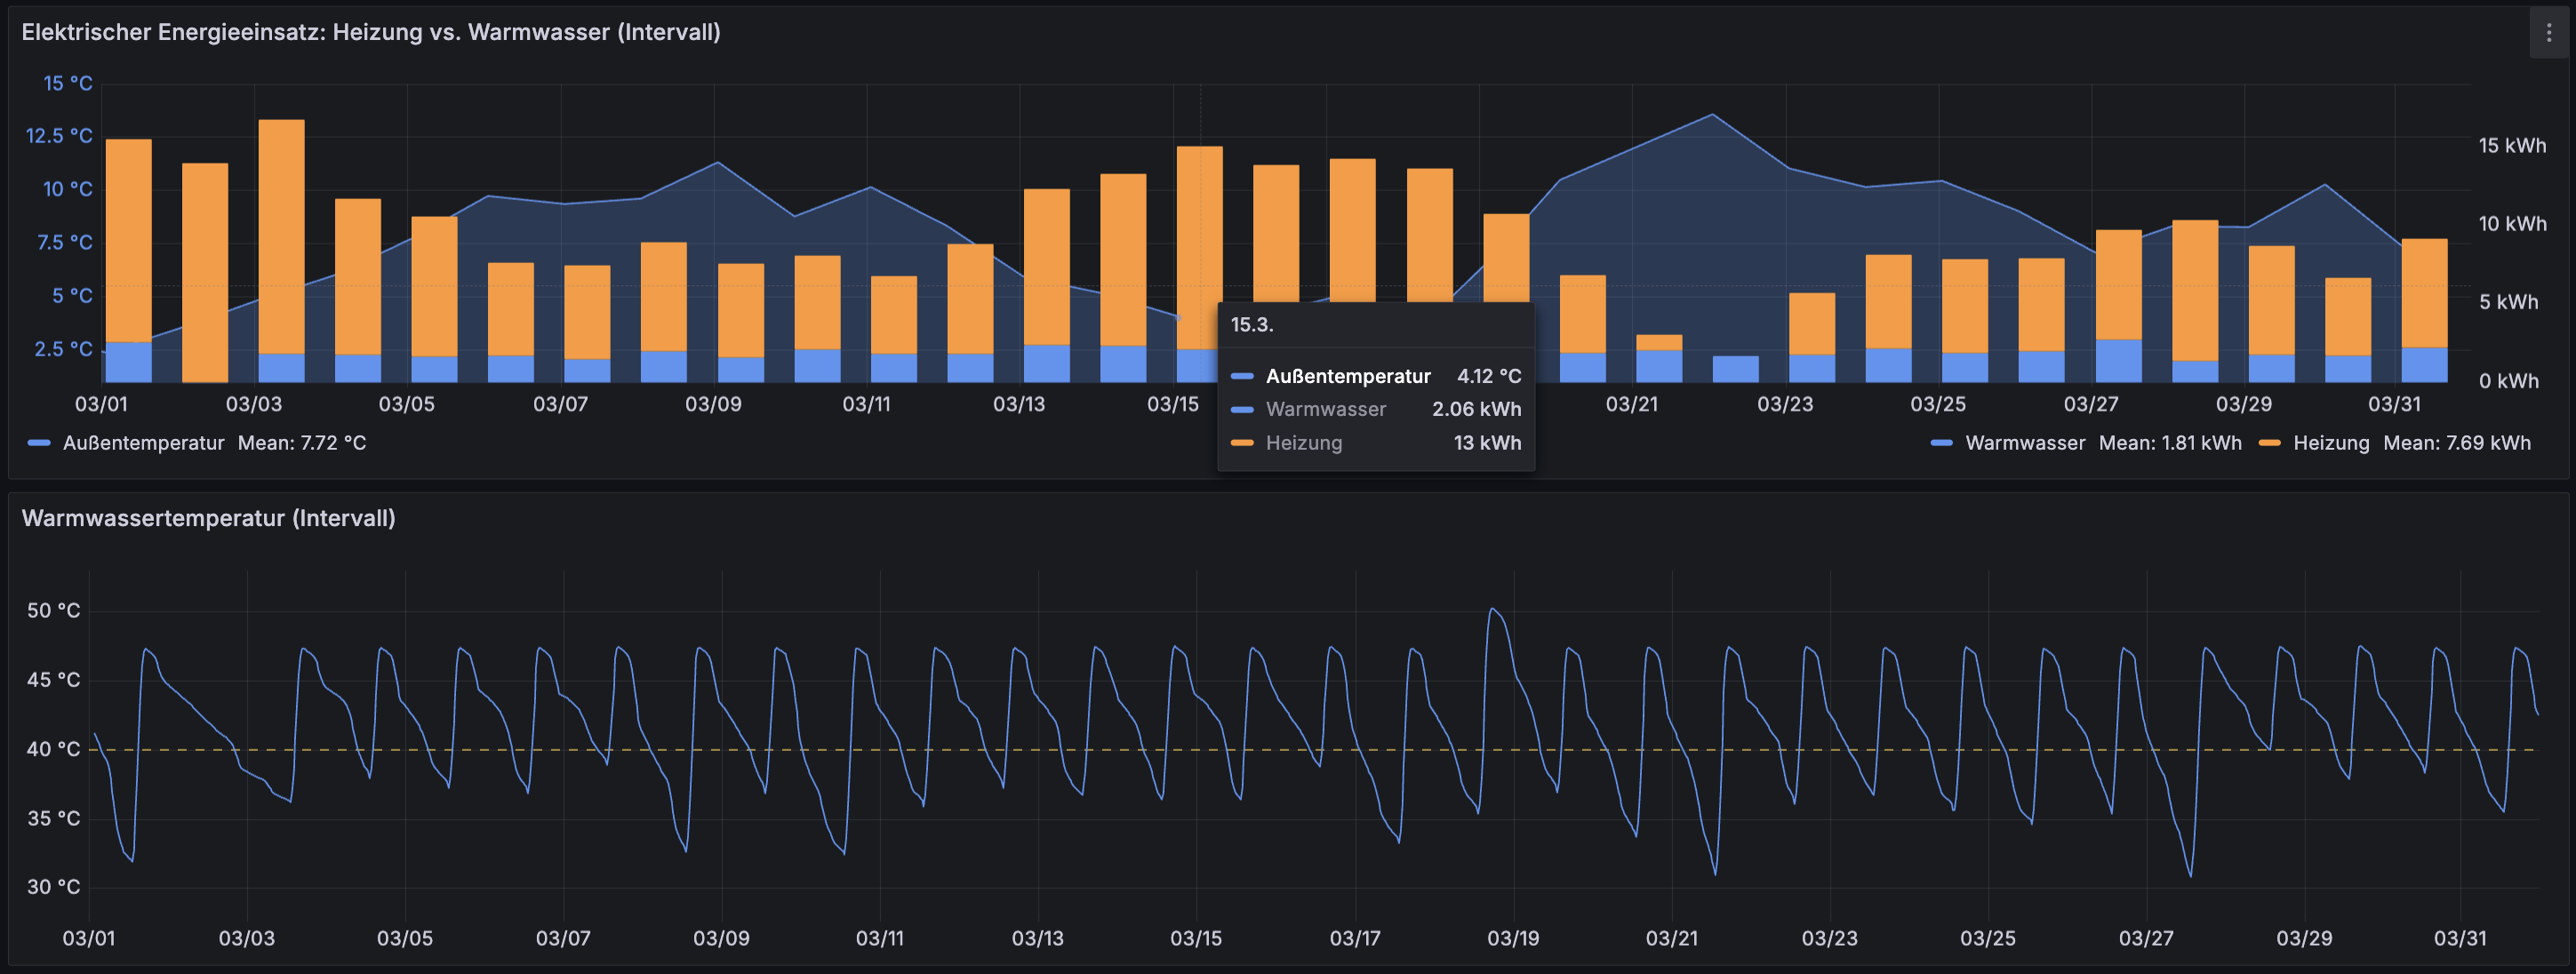 Elektrischer Energieeinsatz: Heizung vs. Warmwasser (Intervall)
15 °C
12.5 °C
10 °C
7.5 °C
5 °C
2.5 °C
15 kWh
10 kWh
5 kWh
0 kWh
03/01 03/03 03/05 03/07 03/09 03/11 03/13 03/15 03/21 03/23 03/25 03/27 03/29 03/31
15.3.
Außentemperatur 4.12 °C
Warmwasser 2.06 kWh
Heizung 13 kWh
Außentemperatur Mean: 7.72 °C
Warmwasser Mean: 1.81 kWh Heizung Mean: 7.69 kWh
Warmwassertemperatur (Intervall)
50 °C
45 °C
40 °C
35 °C
30 °C
03/01 03/03 03/05 03/07 03/09 03/11 03/13 03/15 03/17 03/19 03/21 03/23 03/25 03/27 03/29 03/31